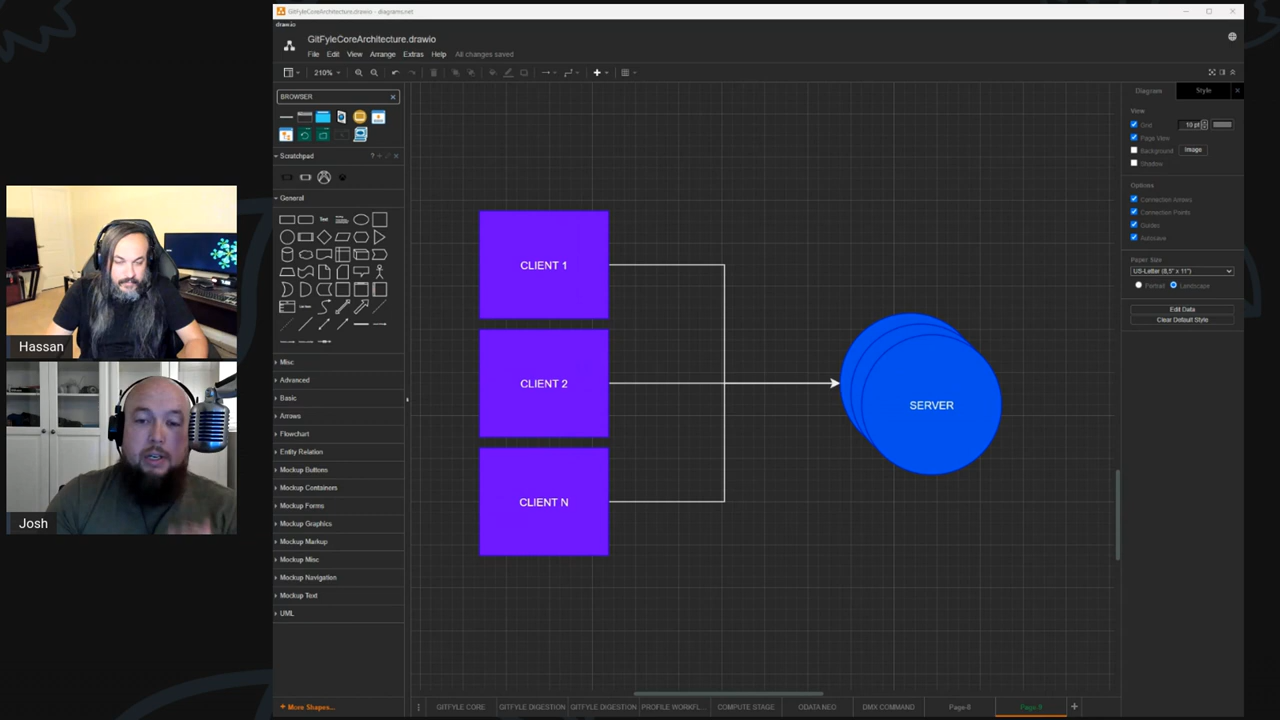 GitFyleCoreArchitecture.drawio - diagrams.net
draw.io
GitFyleCoreArchitecture.drawio
File Edit View Arrange Extras Help All changes saved
210%
BROWSER
Scratchpad
General
Text
Misc
Advanced
Basic
Arrows
Flowchart
Entity Relation
Mockup Buttons
Mockup Containers
Mockup Forms
Mockup Graphics
Mockup Markup
Mockup Misc
Mockup Navigation
Mockup Text
UML
+ More Shapes...
CLIENT 1
CLIENT 2
CLIENT N
SERVER
Diagram Style
View
Grid 10 pt
Page View
Background Image
Shadow
Options
Connection Arrows
Connection Points
Guides
Autosave
Paper Size
US-Letter (8,5" x 11")
Portrait Landscape
Edit Data
Clear Default Style
GITFYLE CORE GITFYLE DIGESTION GITFYLE DIGESTION PROFILE WORKFL... COMPUTE STAGE ODATA NEO DMX COMMAND Page-8 Page-9
Hassan
Josh